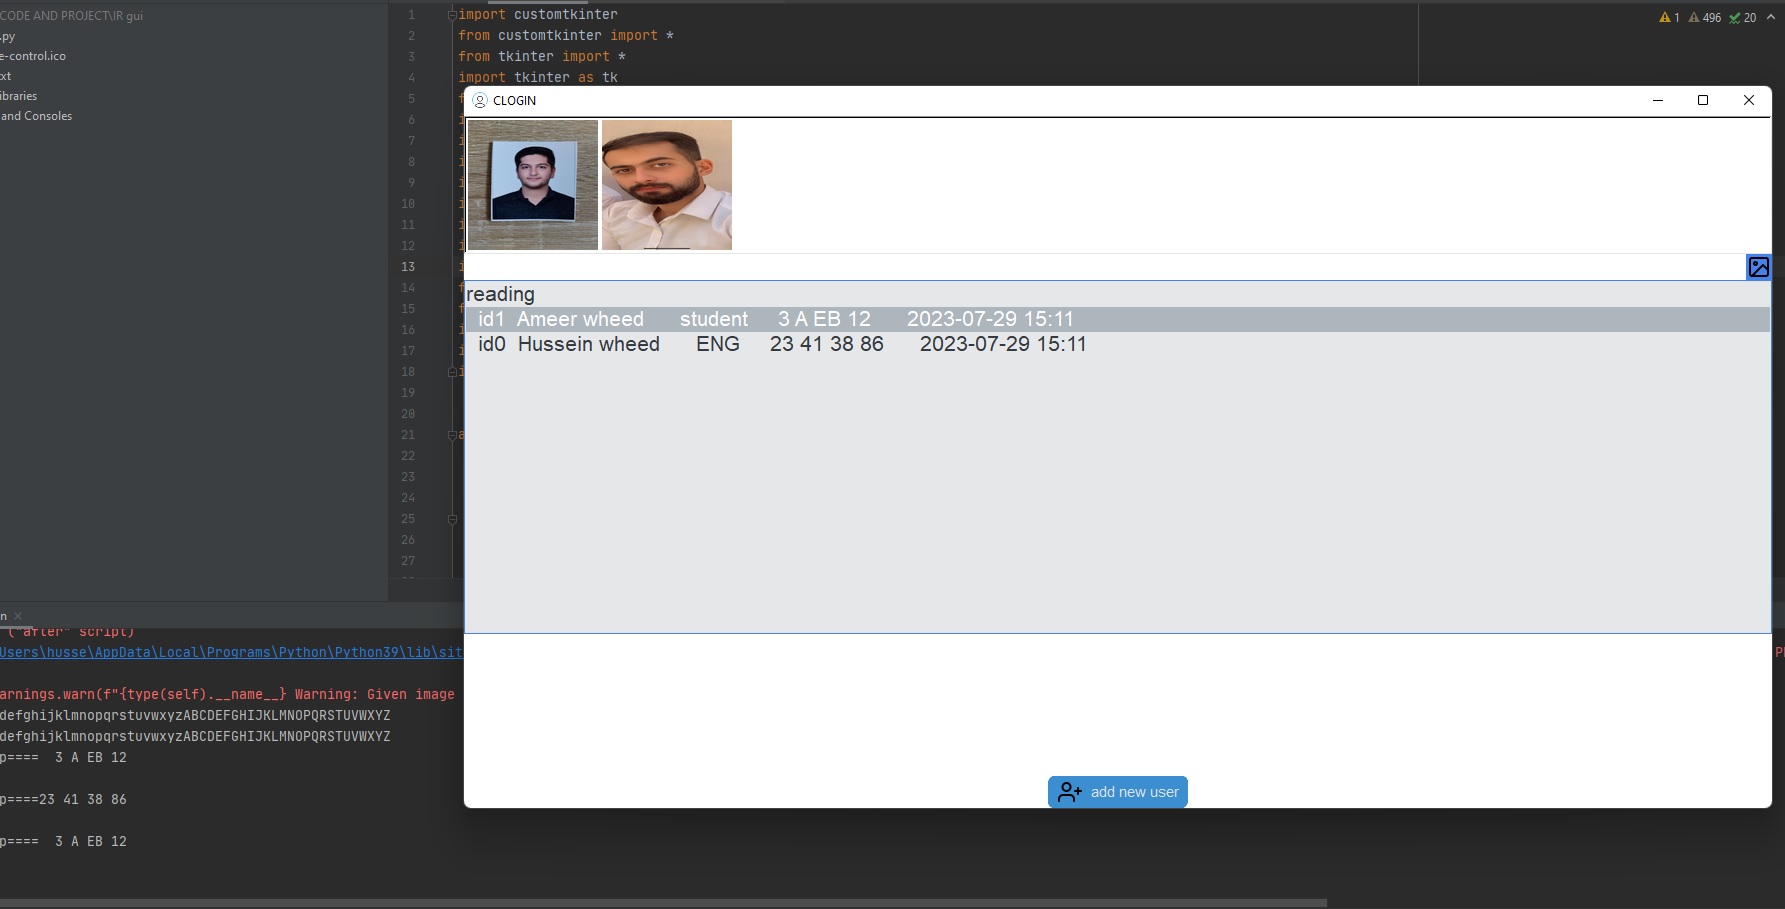 CODE AND PROJECT\IR gui
.py
e-control.ico
xt
ibraries
and Consoles
1 import customtkinter
2 from customtkinter import *
3 from tkinter import *
4 import tkinter as tk
5 f
6 i
7 i
8 i
9 i
10 i
11 i
12 i
13 i
14 f
15 f
16 i
17 i
18 i
19
20
21 a
22
23
24
25
26
27
1 496 20
CLOGIN
reading
id1 Ameer wheed student 3 A EB 12 2023-07-29 15:11
id0 Hussein wheed ENG 23 41 38 86 2023-07-29 15:11
add new user
n
("after" script)
Users\husse\AppData\Local\Programs\Python\Python39\lib\sit
arnings.warn(f"{type(self).__name__} Warning: Given image
defghijklmnopqrstuvwxyzABCDEFGHIJKLMNOPQRSTUVWXYZ
defghijklmnopqrstuvwxyzABCDEFGHIJKLMNOPQRSTUVWXYZ
p==== 3 A EB 12
p====23 41 38 86
p==== 3 A EB 12